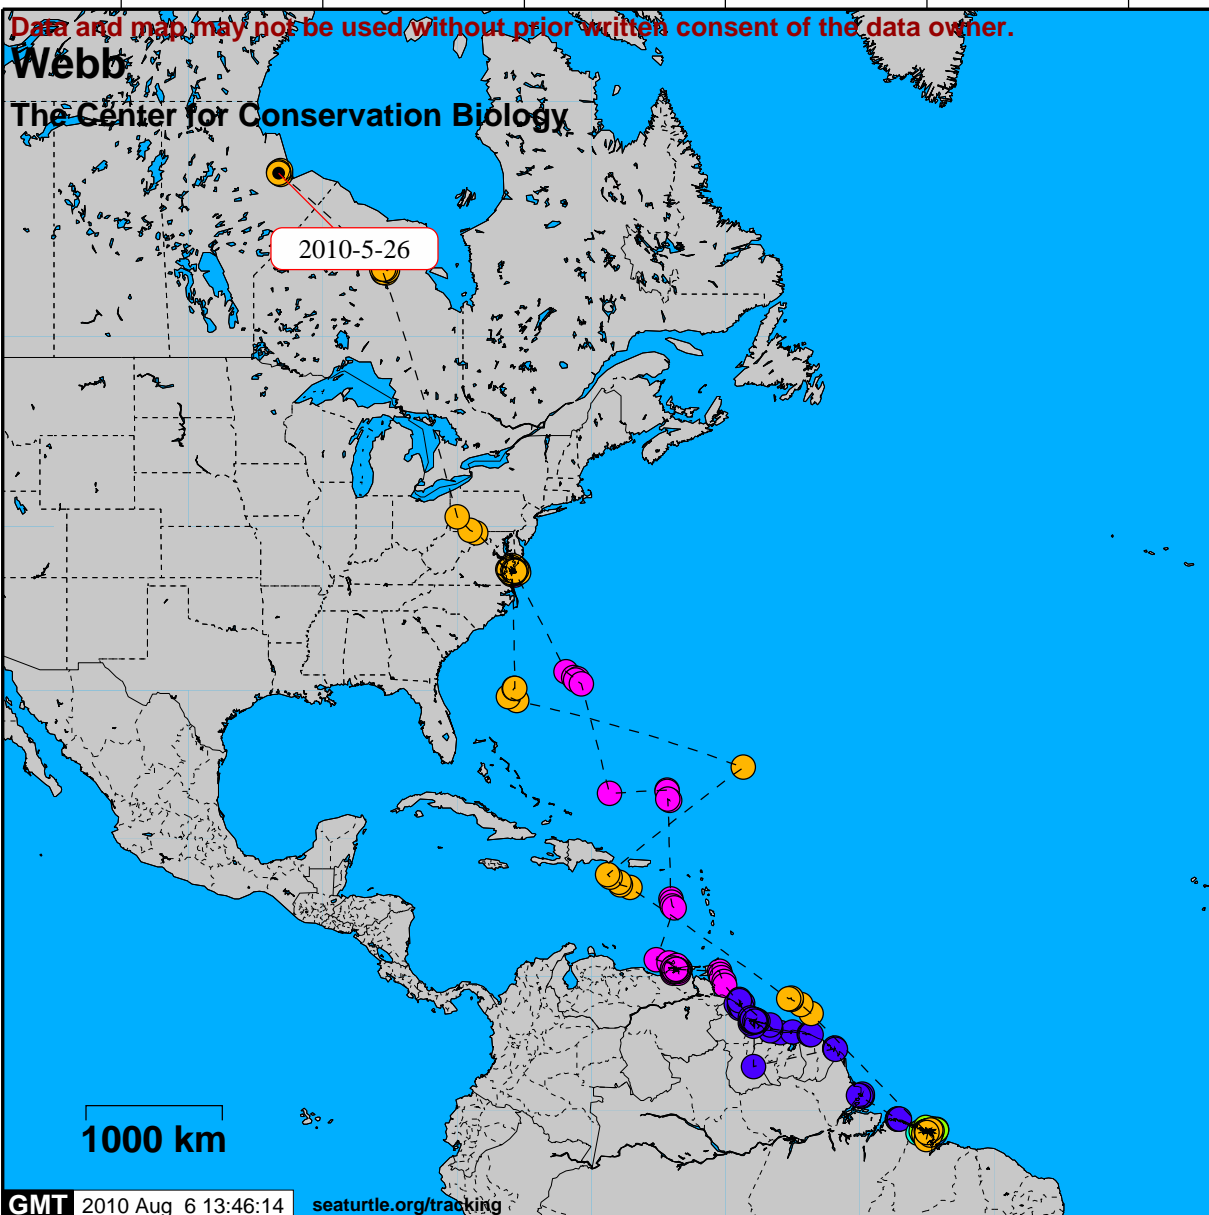 Data and map may not be used without prior written consent of the data owner.
Webb
The Center for Conservation Biology
2010-5-26
1000 km
GMT 2010 Aug 6 13:46:14 seaturtle.org/tracking